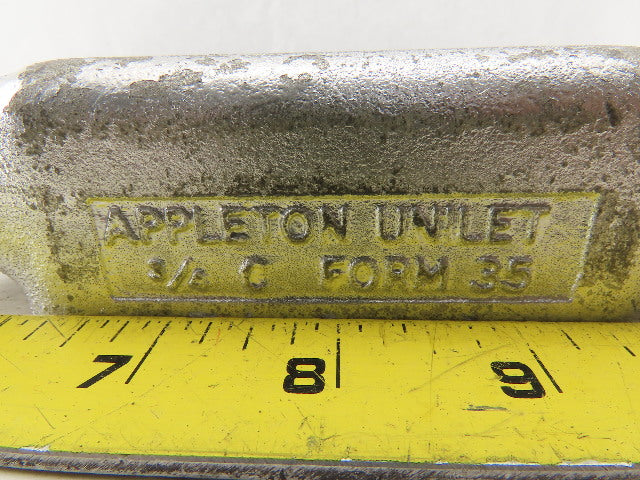 APPLETON UNILET
3/4 C FORM 35
7 8 9